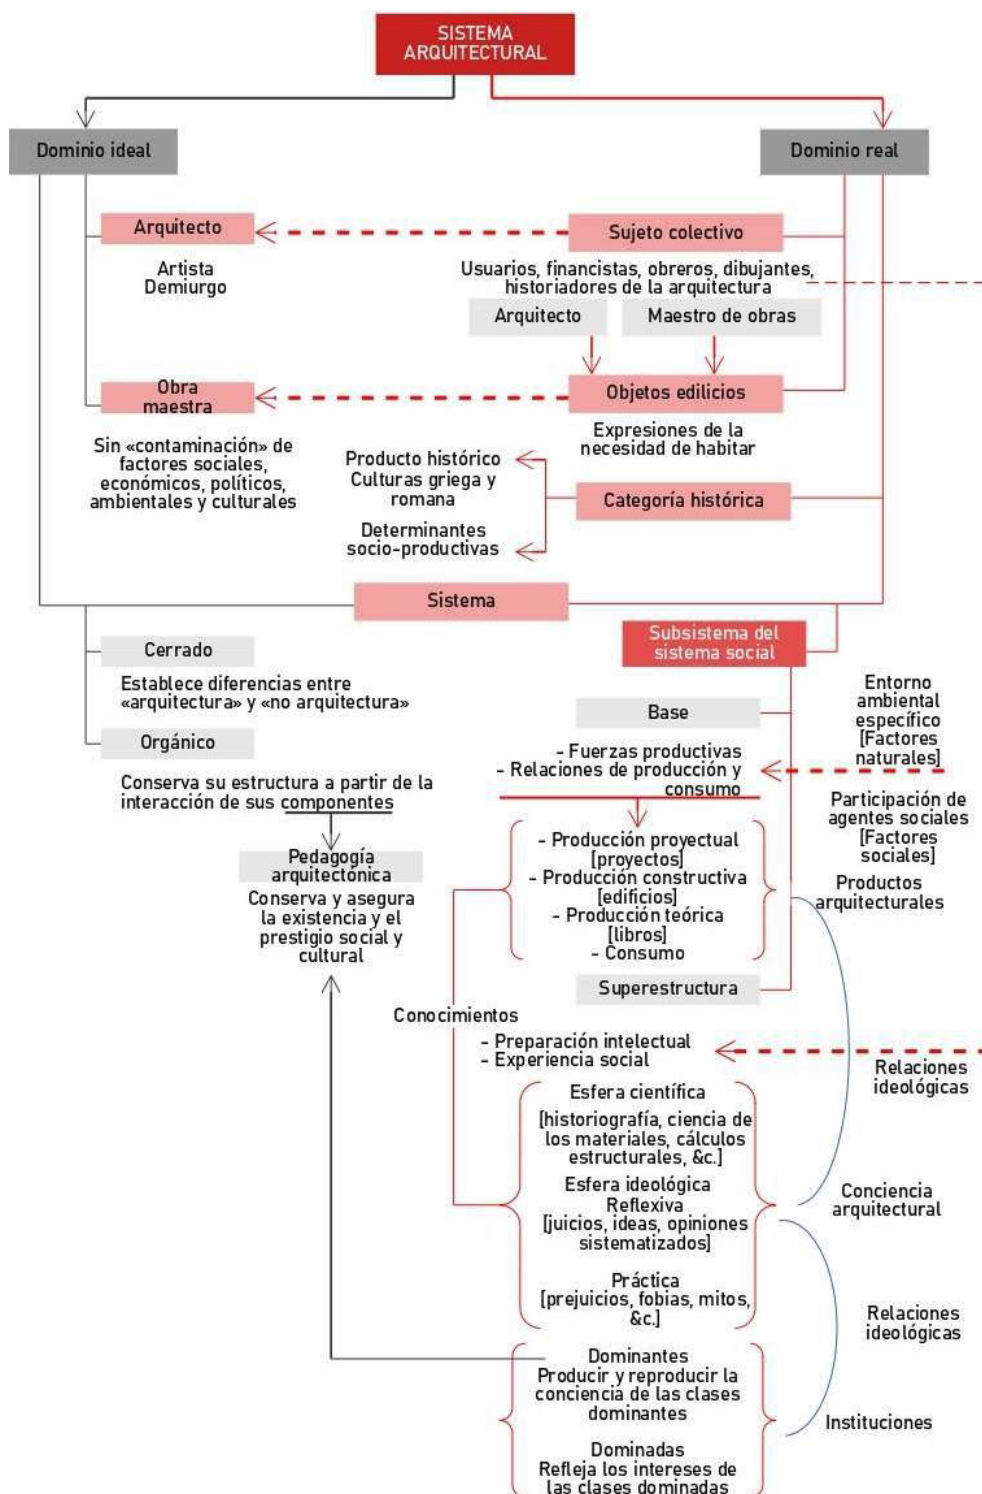 SISTEMA
ARQUITECTURAL
Dominio ideal
Dominio real
Arquitecto
Artista
Demiurgo
Sujeto colectivo
Usuarios, financistas, obreros, dibujantes,
historiadores de la arquitectura
Arquitecto
Maestro de obras
Obra
maestra
Sin «contaminación» de
factores sociales,
económicos, políticos,
ambientales y culturales
Objetos edilicios
Expresiones de la
necesidad de habitar
Producto histórico
Culturas griega y
romana
Categoría histórica
Determinantes
socio-productivas
Sistema
Cerrado
Establece diferencias entre
«arquitectura» y «no arquitectura»
Orgánico
Conserva su estructura a partir de la
interacción de sus componentes
Pedagogía
arquitectónica
Conserva y asegura
la existencia y el
prestigio social y
cultural
Subsistema del
sistema social
Base
- Fuerzas productivas
- Relaciones de producción y
consumo
Entorno
ambiental
específico
[Factores
naturales]
Participación de
agentes sociales
[Factores
sociales]
- Producción proyectual
[proyectos]
- Producción constructiva
[edificios]
- Producción teórica
[libros]
- Consumo
Productos
arquitecturales
Superestructura
Conocimientos
- Preparación intelectual
- Experiencia social
Relaciones
ideológicas
Esfera científica
[historiografía, ciencia de
los materiales, cálculos
estructurales, &c.]
Esfera ideológica
Reflexiva
[juicios, ideas, opiniones
sistematizados]
Práctica
[prejuicios, fobias, mitos,
&c.]
Conciencia
arquitectural
Relaciones
ideológicas
Dominantes
Producir y reproducir la
conciencia de las clases
dominantes
Dominadas
Refleja los intereses de
las clases dominadas
Instituciones